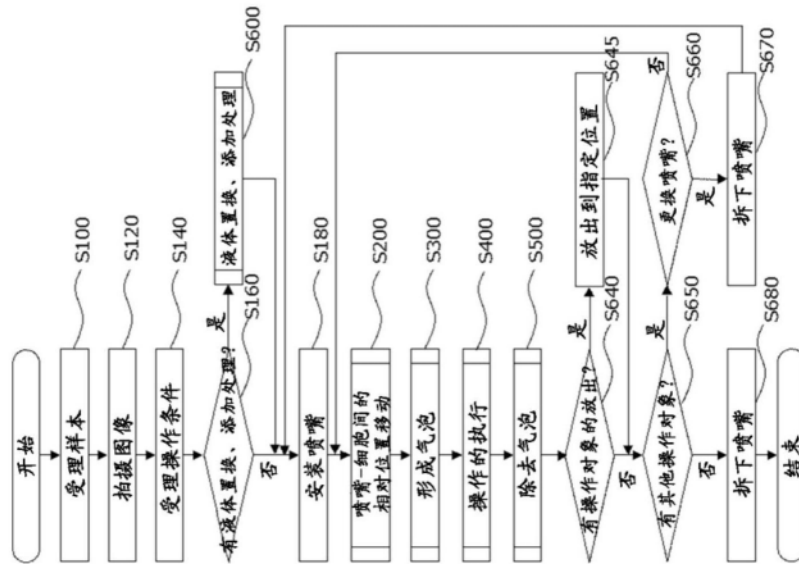 开始
受理样本
S100
拍摄图像
S120
受理操作条件
S140
有液体置换、添加处理?
S160
是
否
液体置换、添加处理
S600
安装喷嘴
S180
喷嘴-细胞间的
相对位置移动
S200
形成气泡
S300
操作的执行
S400
除去气泡
S500
有操作对象的放出?
S640
是
否
放出到指定位置
S645
有其他操作对象?
S650
是
否
更换喷嘴?
S660
否
是
拆下喷嘴
S670
拆下喷嘴
S680
结束